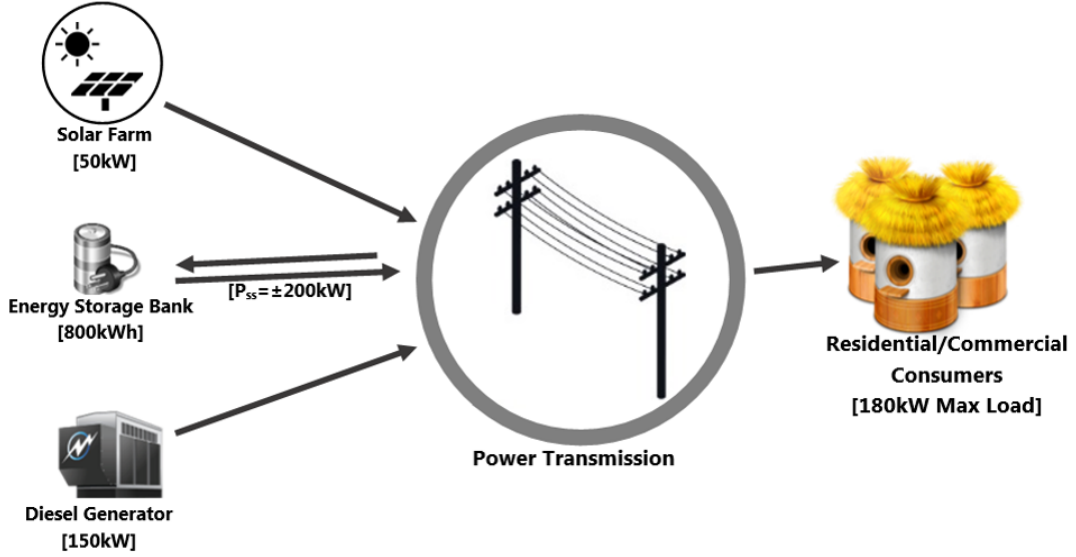 Solar Farm
[50kW]
Energy Storage Bank
[800kWh]
[Pss=±200kW]
Diesel Generator
[150kW]
Power Transmission
Residential/Commercial
Consumers
[180kW Max Load]